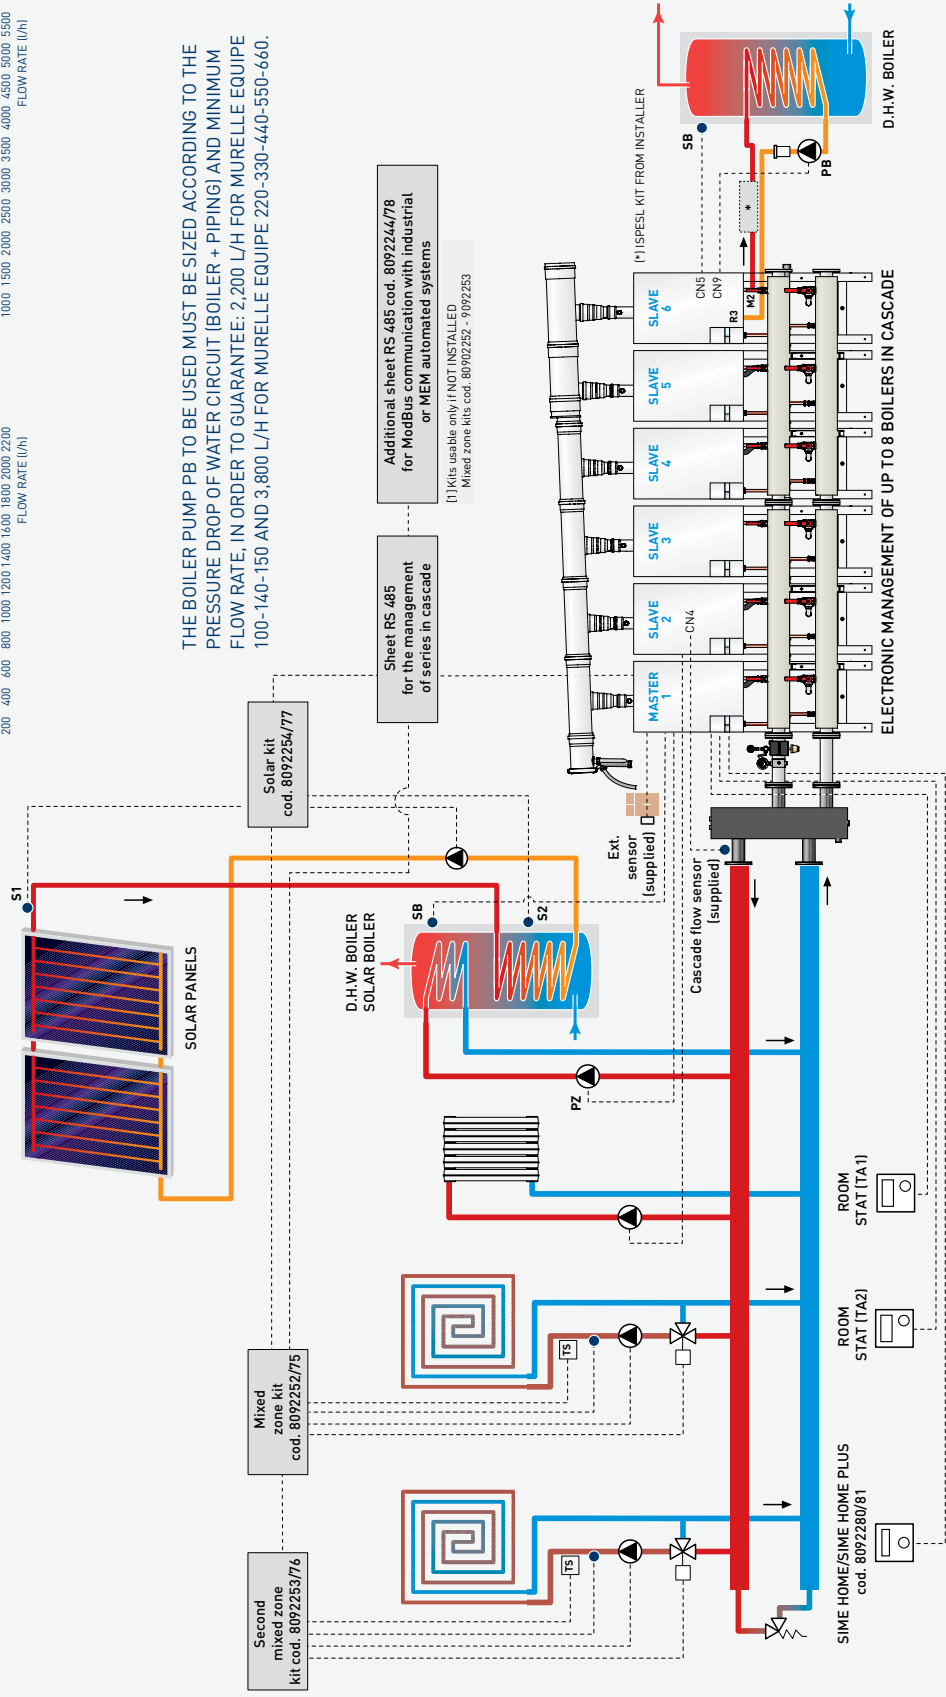 200 400 600 800 1000 1200 1400 1600 1800 2000 2200
FLOW RATE (l/h)
1000 1500 2000 2500 3000 3500 4000 4500 5000 5500
FLOW RATE (l/h)
THE BOILER PUMP PB TO BE USED MUST BE SIZED ACCORDING TO THE
PRESSURE DROP OF WATER CIRCUIT (BOILER + PIPING) AND MINIMUM
FLOW RATE, IN ORDER TO GUARANTE: 2,200 L/H FOR MURELLE EQUIPE
100-140-150 AND 3,800 L/H FOR MURELLE EQUIPE 220-330-440-550-660.
S1
SOLAR PANELS
Solar kit
cod. 8092254/77
Sheet RS 485
for the management
of series in cascade
Additional sheet RS 485 cod. 8092244/78
for ModBus communication with industrial
or MEM automated systems
[1] Kits usable only if NOT INSTALLED
Mixed zone kits cod. 80902252 - 9092253
Second
mixed zone
kit cod. 8092253/76
Mixed
zone kit
cod. 8092252/75
D.H.W. BOILER
SOLAR BOILER
SB
S2
PZ
TS
TS
Ext.
sensor
(supplied)
Cascade flow sensor
(supplied)
MASTER
1
SLAVE
2
CN4
SLAVE
3
SLAVE
4
SLAVE
5
SLAVE
6
CN5
CN9
R3
M2
(*) ISPESL KIT FROM INSTALLER
*
SB
PB
D.H.W. BOILER
ELECTRONIC MANAGEMENT OF UP TO 8 BOILERS IN CASCADE
SIME HOME/SIME HOME PLUS
cod. 8092280/81
ROOM
STAT (TA2)
ROOM
STAT (TA1)